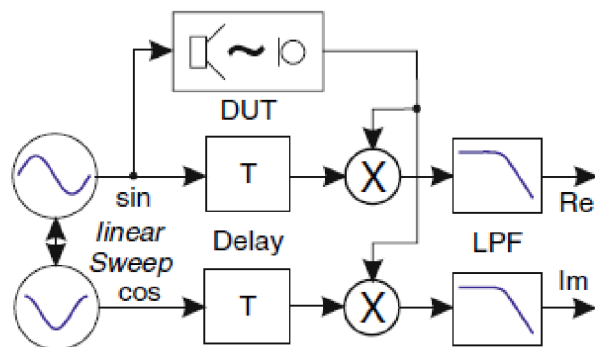 DUT
sin
T
X
Re
linear
Sweep
Delay
LPF
cos
T
X
Im